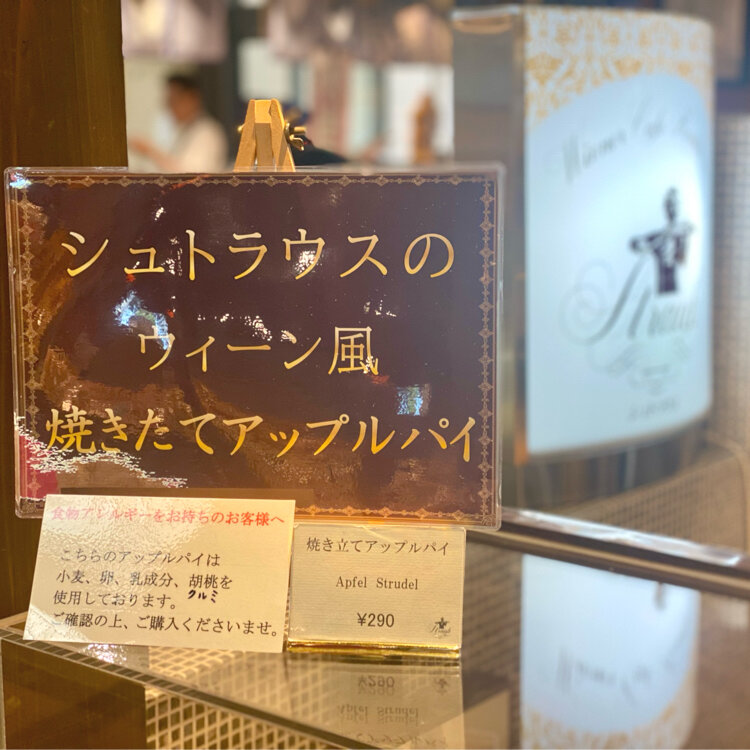 シュトラウスの
ウィーン風
焼きたてアップルパイ
食物アレルギーをお持ちのお客様へ
こちらのアップルパイは
小麦、卵、乳成分、胡桃を
クルミ
使用しております。
ご確認の上、ご購入くださいませ。
焼き立てアップルパイ
Apfel Strudel
¥290